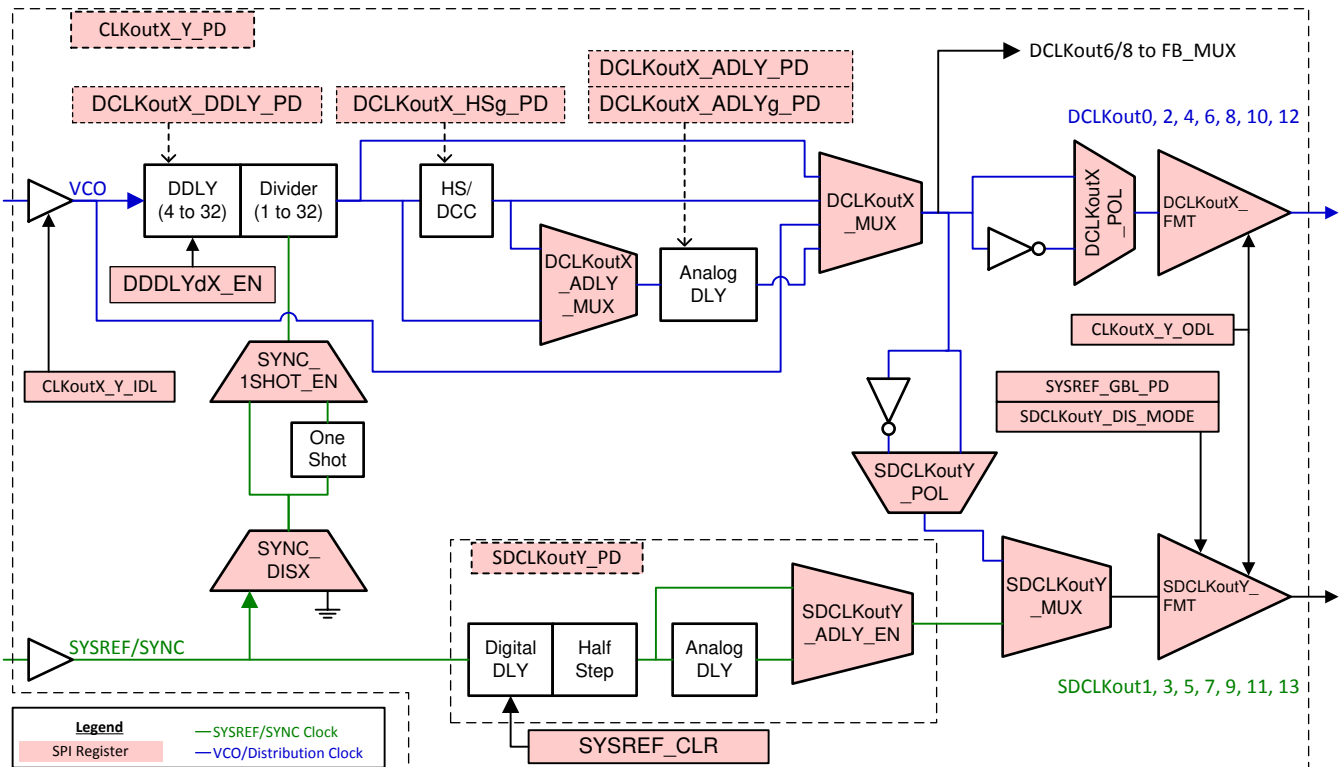 CLKoutX_Y_PD
DCLKoutX_DDLY_PD
DCLKoutX_HSg_PD
DCLKoutX_ADLY_PD
DCLKoutX_ADLYg_PD
DCLKout6/8 to FB_MUX
DCLKout0, 2, 4, 6, 8, 10, 12
VCO
DDLY
(4 to 32)
Divider
(1 to 32)
HS/
DCC
DCLKoutX
_MUX
DCLKoutX
_POL
DCLKoutX_
FMT
DDDLYdX_EN
DCLKoutX
_ADLY
_MUX
Analog
DLY
CLKoutX_Y_IDL
SYNC_
1SHOT_EN
One
Shot
CLKoutX_Y_ODL
SYSREF_GBL_PD
SDCLKoutY_DIS_MODE
SDCLKoutY
_POL
SYNC_
DISX
SDCLKoutY_PD
SDCLKoutY
_ADLY_EN
SDCLKoutY
_MUX
SDCLKoutY_
FMT
SYSREF/SYNC
Digital
DLY
Half
Step
Analog
DLY
SDCLKout1, 3, 5, 7, 9, 11, 13
SYSREF_CLR
Legend
SPI Register
SYSREF/SYNC Clock
VCO/Distribution Clock